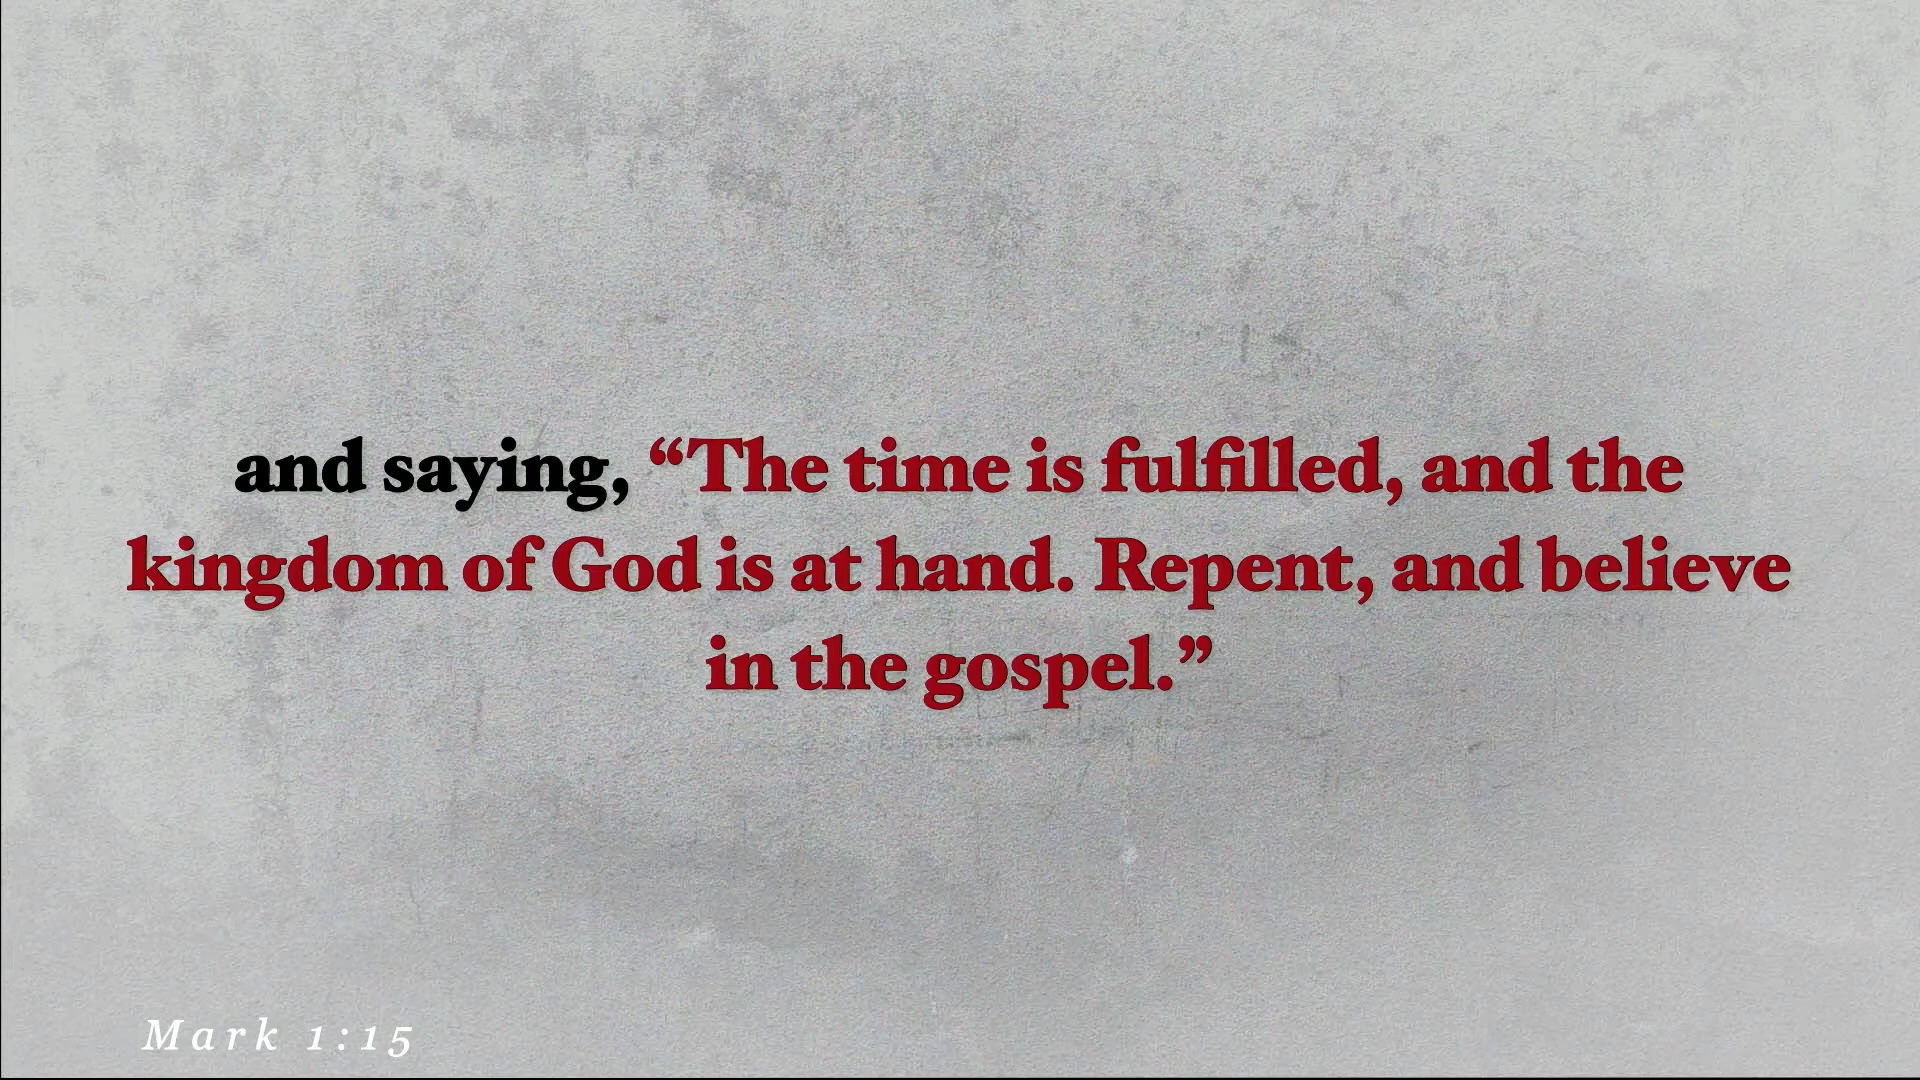 and saying, “The time is fulfilled, and the
kingdom of God is at hand. Repent, and believe
in the gospel.”
Mark 1:15